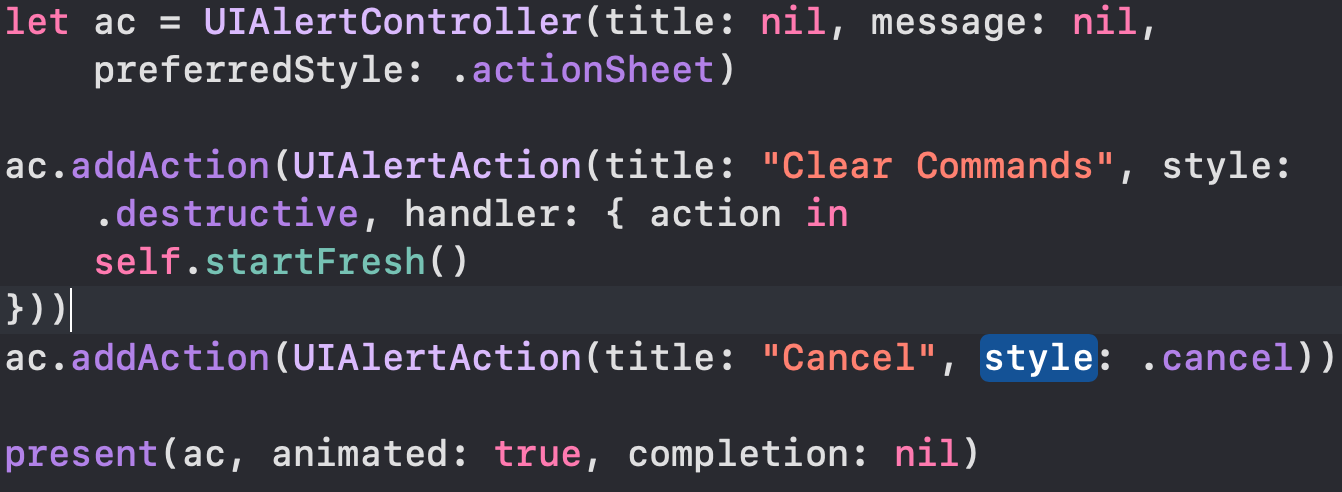 let ac = UIAlertController(title: nil, message: nil,
preferredStyle: .actionSheet)
ac.addAction(UIAlertAction(title: "Clear Commands", style:
.destructive, handler: { action in
self.startFresh()
}))
ac.addAction(UIAlertAction(title: "Cancel", style: .cancel))
present(ac, animated: true, completion: nil)